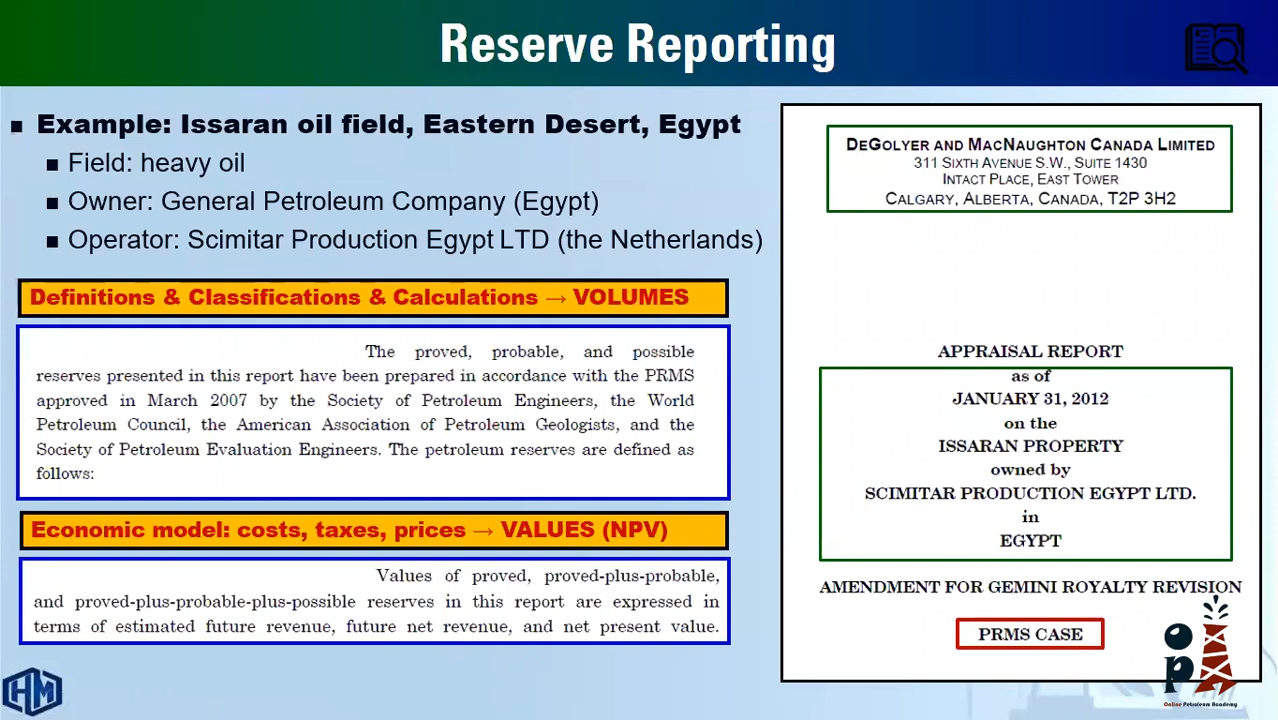 Reserve Reporting
Example: Issaran oil field, Eastern Desert, Egypt
Field: heavy oil
Owner: General Petroleum Company (Egypt)
Operator: Scimitar Production Egypt LTD (the Netherlands)
Definitions & Classifications & Calculations → VOLUMES
The proved, probable, and possible
reserves presented in this report have been prepared in accordance with the PRMS
approved in March 2007 by the Society of Petroleum Engineers, the World
Petroleum Council, the American Association of Petroleum Geologists, and the
Society of Petroleum Evaluation Engineers. The petroleum reserves are defined as
follows:
Economic model: costs, taxes, prices → VALUES (NPV)
Values of proved, proved-plus-probable,
and proved-plus-probable-plus-possible reserves in this report are expressed in
terms of estimated future revenue, future net revenue, and net present value.
DEGOLYER AND MACNAUGHTON CANADA LIMITED
311 SIXTH AVENUE S.W., SUITE 1430
INTACT PLACE, EAST TOWER
CALGARY, ALBERTA, CANADA, T2P 3H2
APPRAISAL REPORT
as of
JANUARY 31, 2012
on the
ISSARAN PROPERTY
owned by
SCIMITAR PRODUCTION EGYPT LTD.
in
EGYPT
AMENDMENT FOR GEMINI ROYALTY REVISION
PRMS CASE
HM
op
Online Petroleum Academy